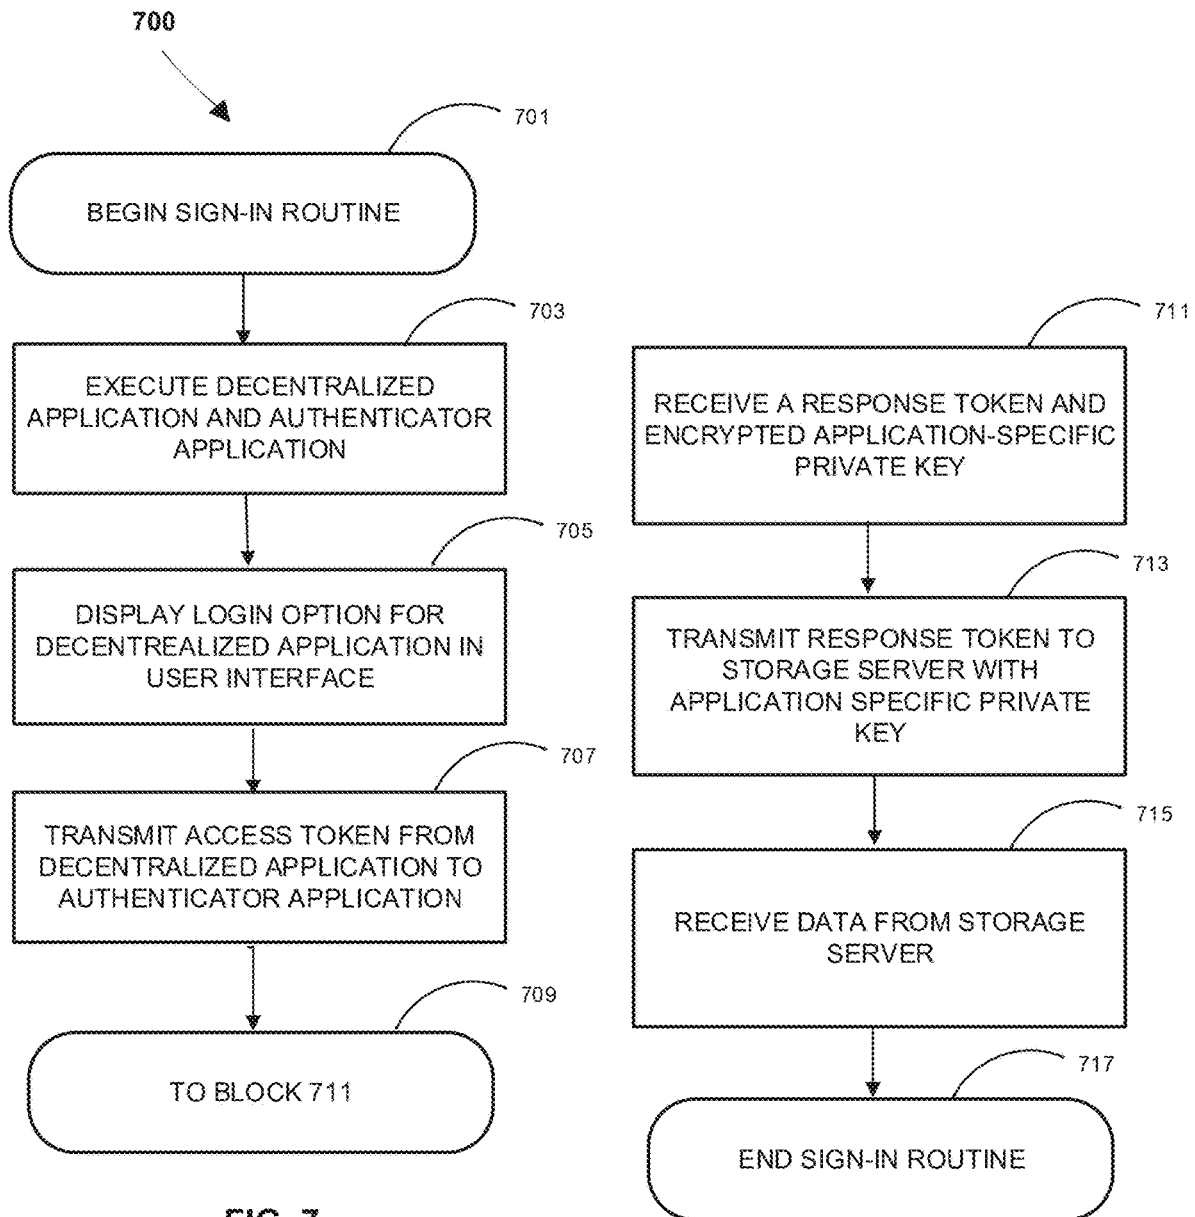 700
701
BEGIN SIGN-IN ROUTINE
703
EXECUTE DECENTRALIZED
APPLICATION AND AUTHENTICATOR
APPLICATION
705
DISPLAY LOGIN OPTION FOR
DECENTREALIZED APPLICATION IN
USER INTERFACE
707
TRANSMIT ACCESS TOKEN FROM
DECENTRALIZED APPLICATION TO
AUTHENTICATOR APPLICATION
709
TO BLOCK 711
711
RECEIVE A RESPONSE TOKEN AND
ENCRYPTED APPLICATION-SPECIFIC
PRIVATE KEY
713
TRANSMIT RESPONSE TOKEN TO
STORAGE SERVER WITH
APPLICATION SPECIFIC PRIVATE
KEY
715
RECEIVE DATA FROM STORAGE
SERVER
717
END SIGN-IN ROUTINE
FIG. 7